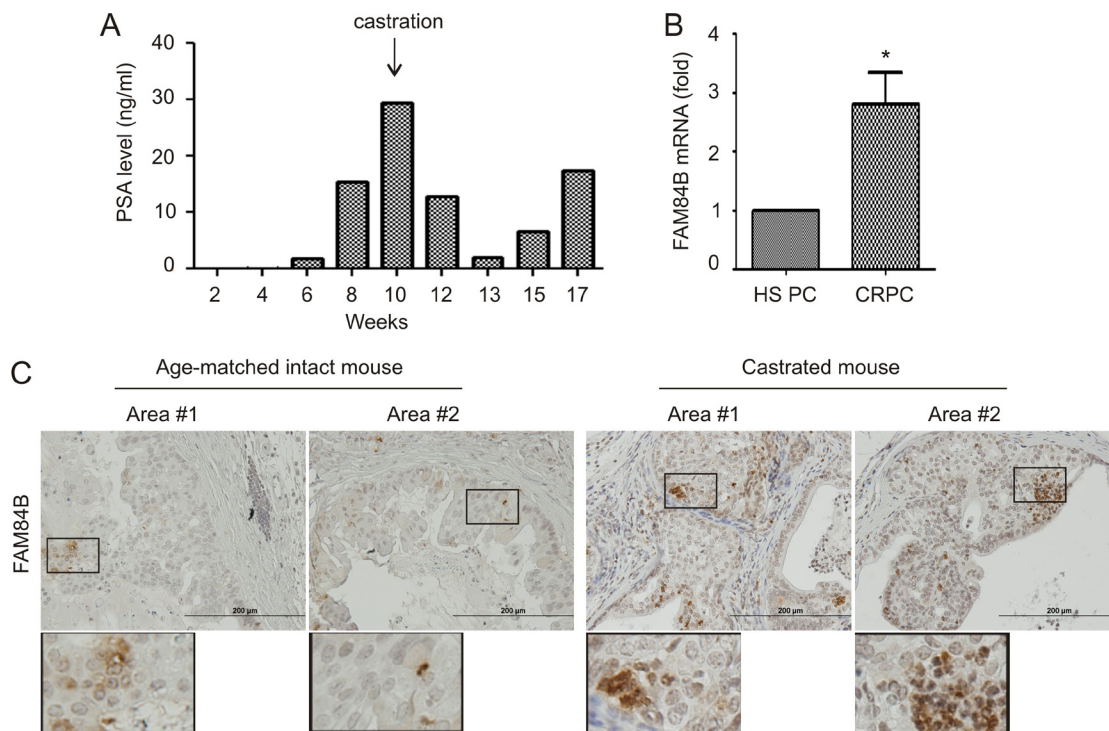 A
castration
PSA level (ng/ml)
40
30
20
10
0
2 4 6 8 10 12 13 15 17
Weeks
B
FAM84B mRNA (fold)
4
3
2
1
0
*
HS PC CRPC
C
Age-matched intact mouse Castrated mouse
Area #1 Area #2 Area #1 Area #2
FAM84B
200 µm 200 µm 200 µm 200 µm